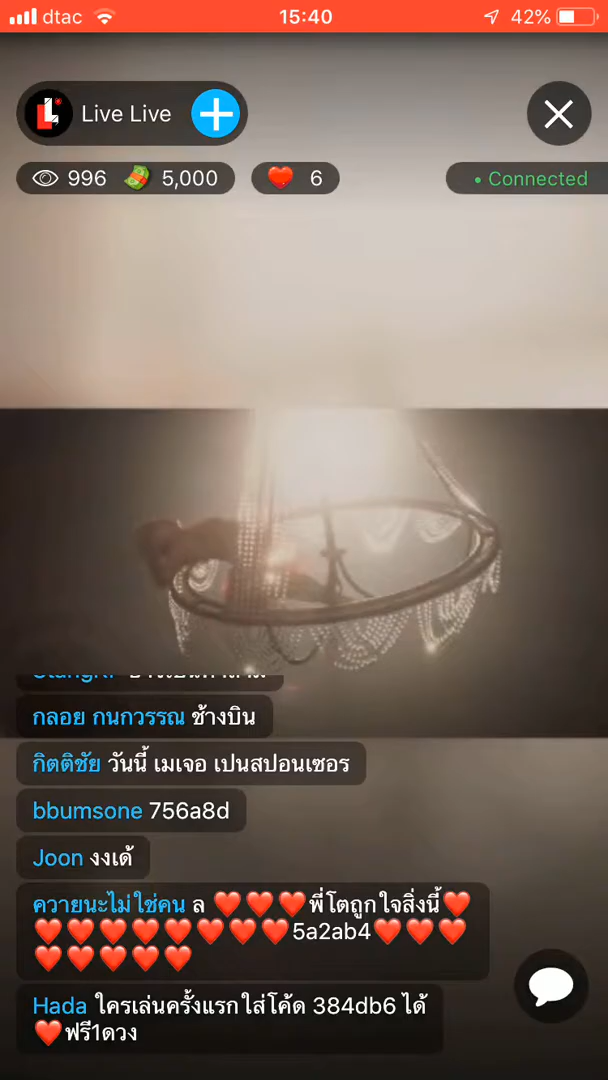 dtac
15:40
42%
Live Live
996
5,000
6
• Connected
กลอย กนกวรรณ ช้างบิน
กิตติชัย วันนี้ เมเจอ เปนสปอนเซอร
bbumsone 756a8d
Joon งงเด้
ควายนะไม่ใช่คน ล ❤️❤️❤️พี่โตถูกใจสิ่งนี้❤️
❤️❤️❤️❤️❤️❤️❤️❤️5a2ab4❤️❤️❤️
❤️❤️❤️❤️❤️
Hada ใครเล่นครั้งแรกใส่โค้ด 384db6 ได้
❤️ฟรี1ดวง